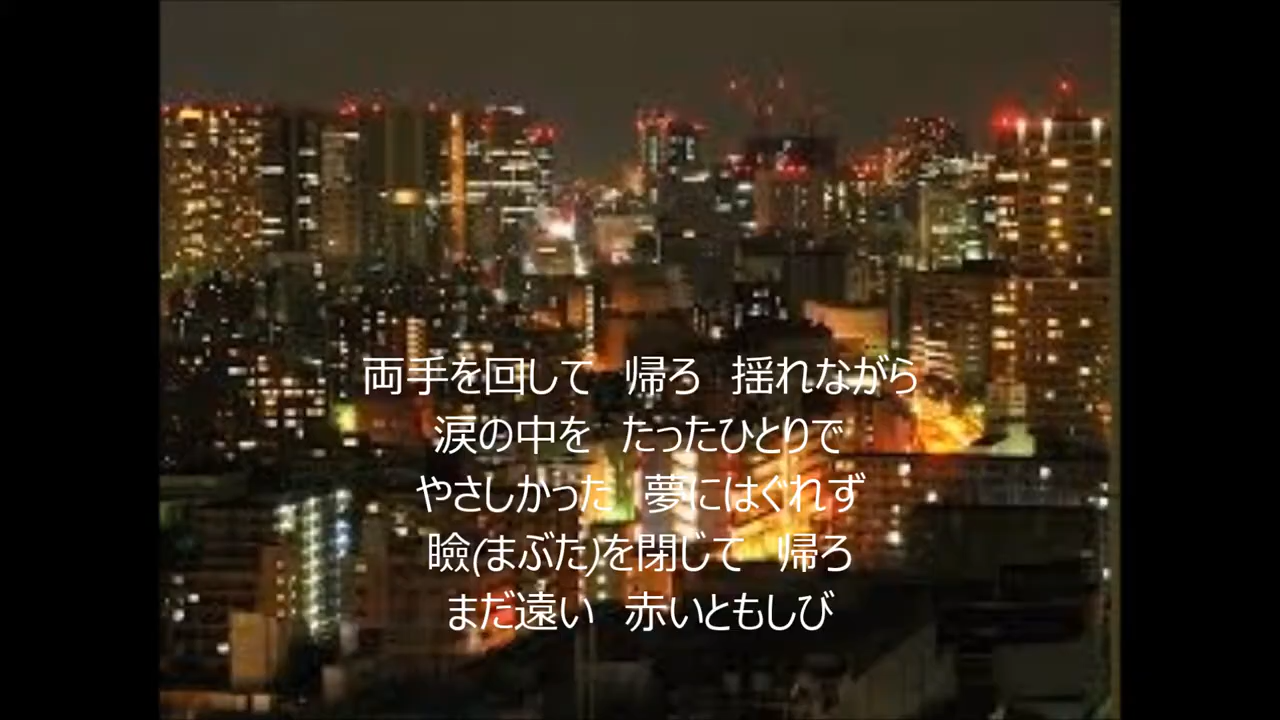 両手を回して　帰ろ　揺れながら
涙の中を　たったひとりで
やさしかった　夢にはぐれず
瞼(まぶた)を閉じて　帰ろ
まだ遠い　赤いともしび